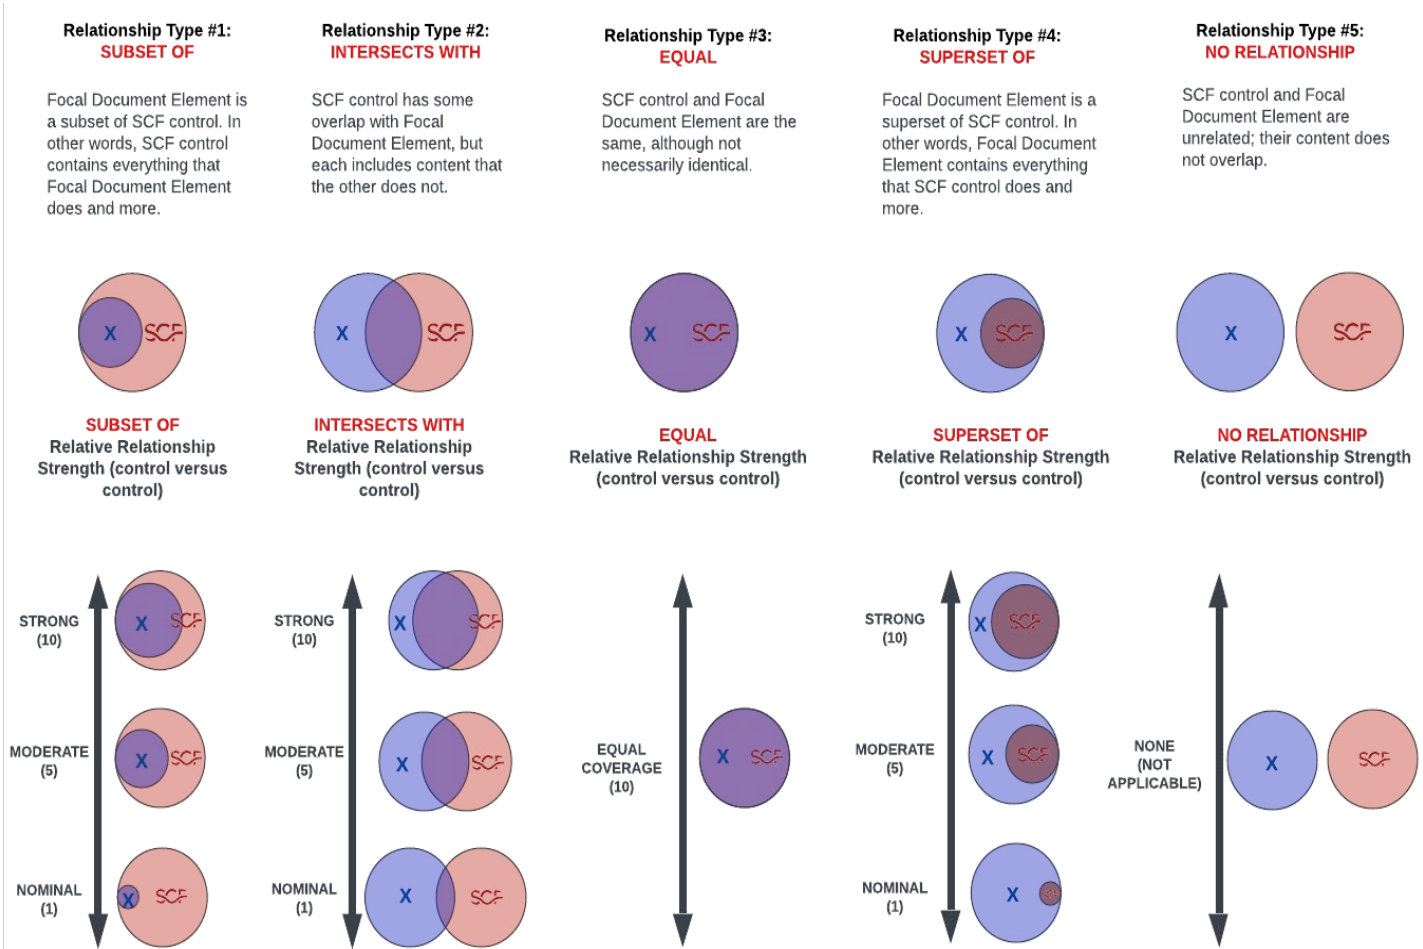 Relationship Type #1:
SUBSET OF
Focal Document Element is
a subset of SCF control. In
other words, SCF control
contains everything that
Focal Document Element
does and more.
X
SCF
SUBSET OF
Relative Relationship
Strength (control versus
control)
STRONG
(10)
X
SCF
MODERATE
(5)
X
SCF
NOMINAL
(1)
X
SCF
Relationship Type #2:
INTERSECTS WITH
SCF control has some
overlap with Focal
Document Element, but
each includes content that
the other does not.
X
SCF
INTERSECTS WITH
Relative Relationship
Strength (control versus
control)
STRONG
(10)
X
SCF
MODERATE
(5)
X
SCF
NOMINAL
(1)
X
SCF
Relationship Type #3:
EQUAL
SCF control and Focal
Document Element are the
same, although not
necessarily identical.
X
SCF
EQUAL
Relative Relationship Strength
(control versus control)
EQUAL
COVERAGE
(10)
X
SCF
Relationship Type #4:
SUPERSET OF
Focal Document Element is a
superset of SCF control. In
other words, Focal Document
Element contains everything
that SCF control does and
more.
X
SCF
SUPERSET OF
Relative Relationship Strength
(control versus control)
STRONG
(10)
X
SCF
MODERATE
(5)
X
SCF
NOMINAL
(1)
X
SCF
Relationship Type #5:
NO RELATIONSHIP
SCF control and Focal
Document Element are
unrelated; their content does
not overlap.
X
SCF
NO RELATIONSHIP
Relative Relationship Strength
(control versus control)
NONE
(NOT
APPLICABLE)
X
SCF